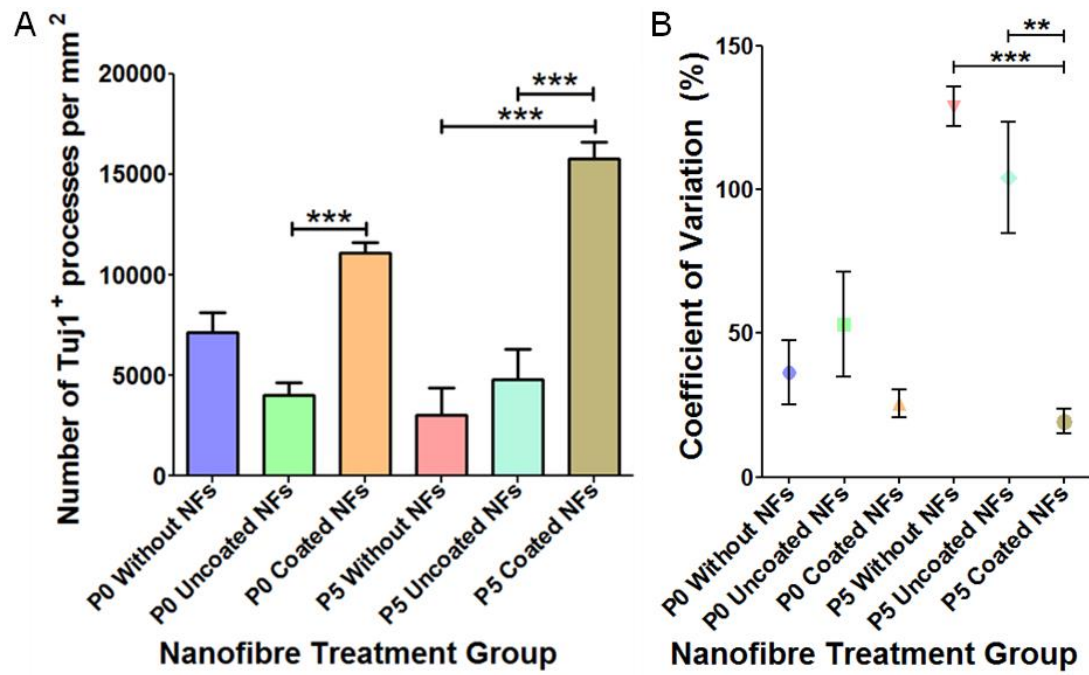 A
Number of Tuj1⁺ processes per mm²
20000
15000
10000
5000
0
***
***
***
P0 Without NFs
P0 Uncoated NFs
P0 Coated NFs
P5 Without NFs
P5 Uncoated NFs
P5 Coated NFs
Nanofibre Treatment Group
B
Coefficient of Variation (%)
150
100
50
0
**
***
P0 Without NFs
P0 Uncoated NFs
P0 Coated NFs
P5 Without NFs
P5 Uncoated NFs
P5 Coated NFs
Nanofibre Treatment Group